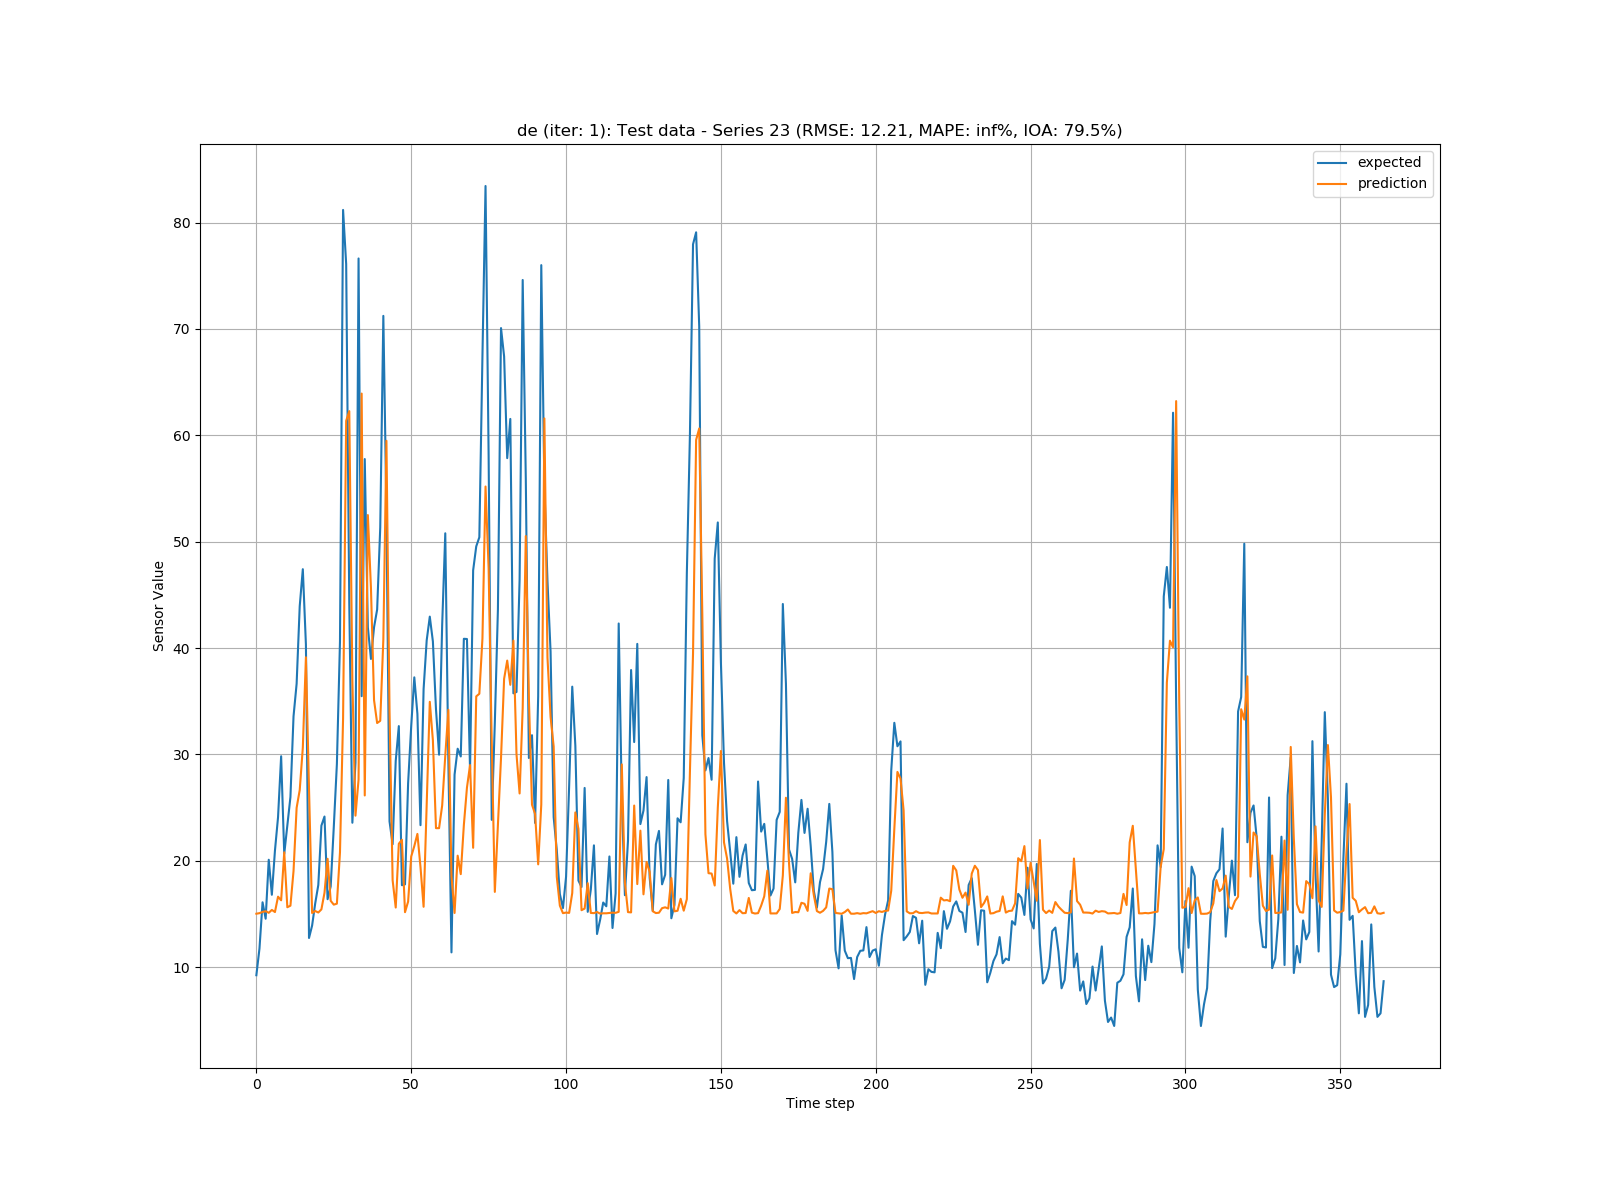 de (iter: 1): Test data - Series 23 (RMSE: 12.21, MAPE: inf%, IOA: 79.5%)
expected
prediction
80
70
60
50
40
30
20
10
Sensor Value
0 50 100 150 200 250 300 350
Time step